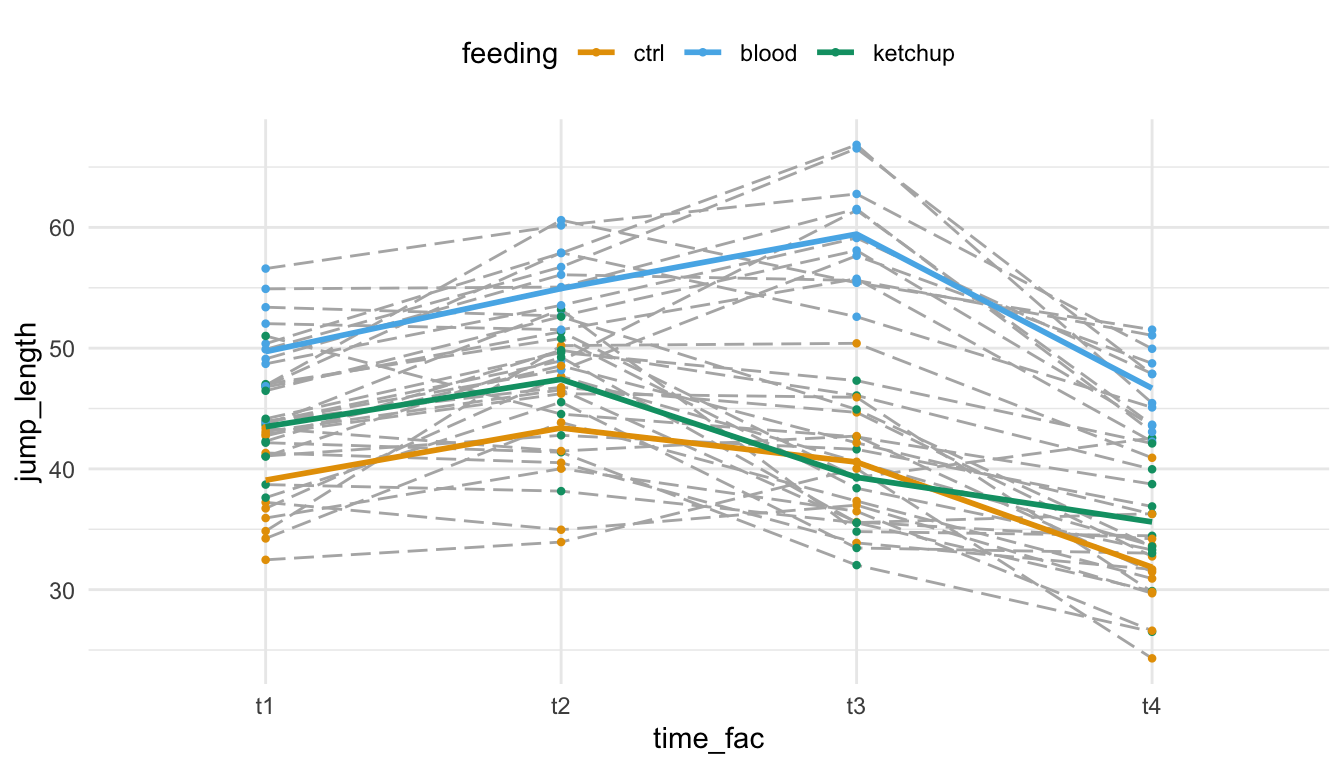 feeding ctrl blood ketchup
jump_length
60
50
40
30
t1 t2 t3 t4
time_fac